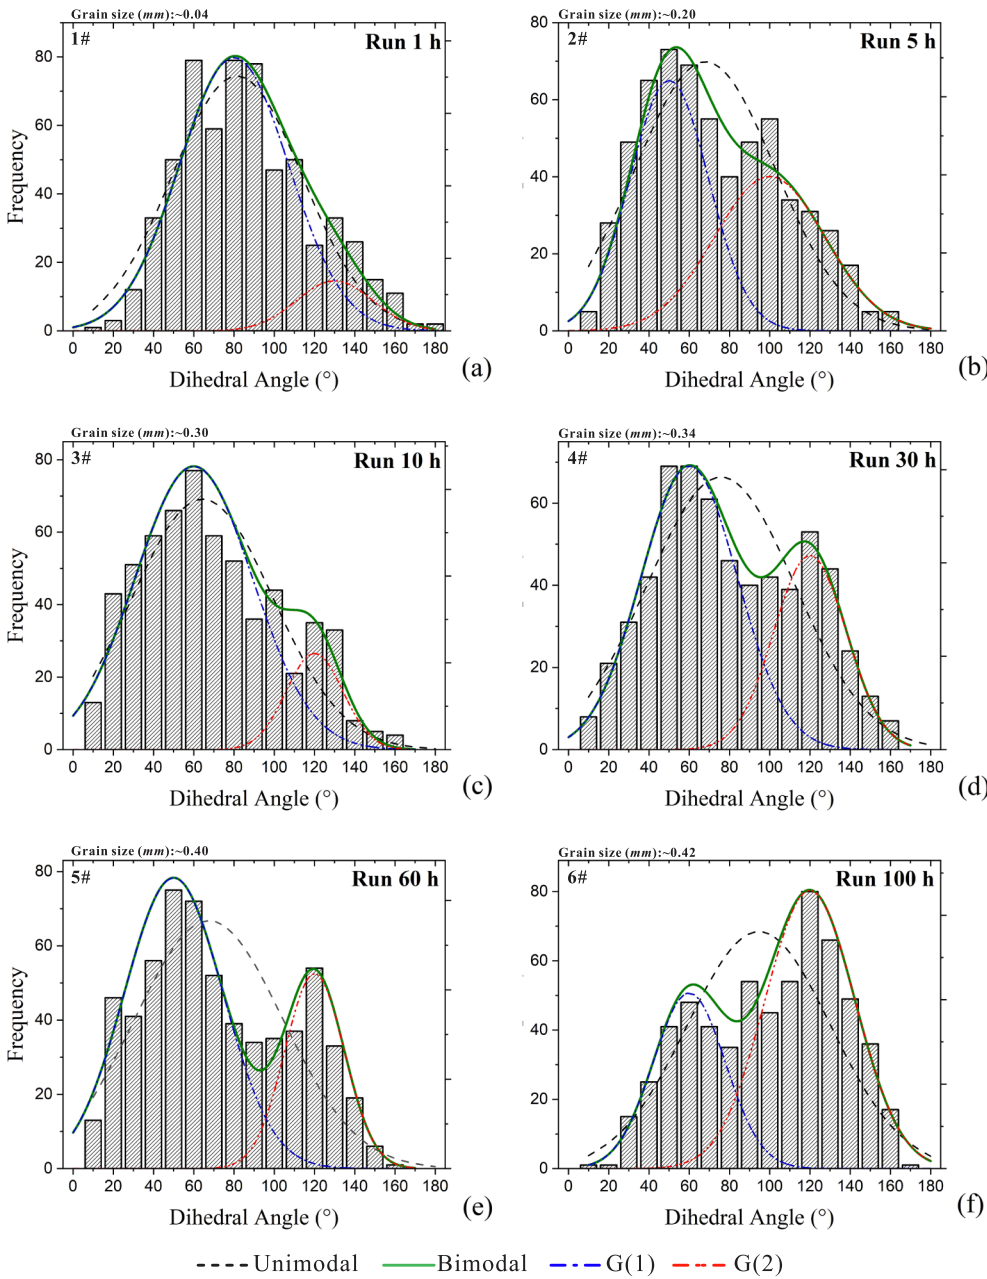 Grain size (mm):~0.04
1#
Run 1 h
80
60
40
20
0
Frequency
0 20 40 60 80 100 120 140 160 180
Dihedral Angle (°)
(a)
Grain size (mm):~0.20
2#
Run 5 h
80
60
40
20
0
0 20 40 60 80 100 120 140 160 180
Dihedral Angle (°)
(b)
Grain size (mm):~0.30
3#
Run 10 h
80
60
40
20
0
Frequency
0 20 40 60 80 100 120 140 160 180
Dihedral Angle (°)
(c)
Grain size (mm):~0.34
4#
Run 30 h
60
40
20
0
0 20 40 60 80 100 120 140 160 180
Dihedral Angle (°)
(d)
Grain size (mm):~0.40
5#
Run 60 h
80
60
40
20
0
Frequency
0 20 40 60 80 100 120 140 160 180
Dihedral Angle (°)
(e)
Grain size (mm):~0.42
6#
Run 100 h
80
60
40
20
0
0 20 40 60 80 100 120 140 160 180
Dihedral Angle (°)
(f)
Unimodal Bimodal G(1) G(2)